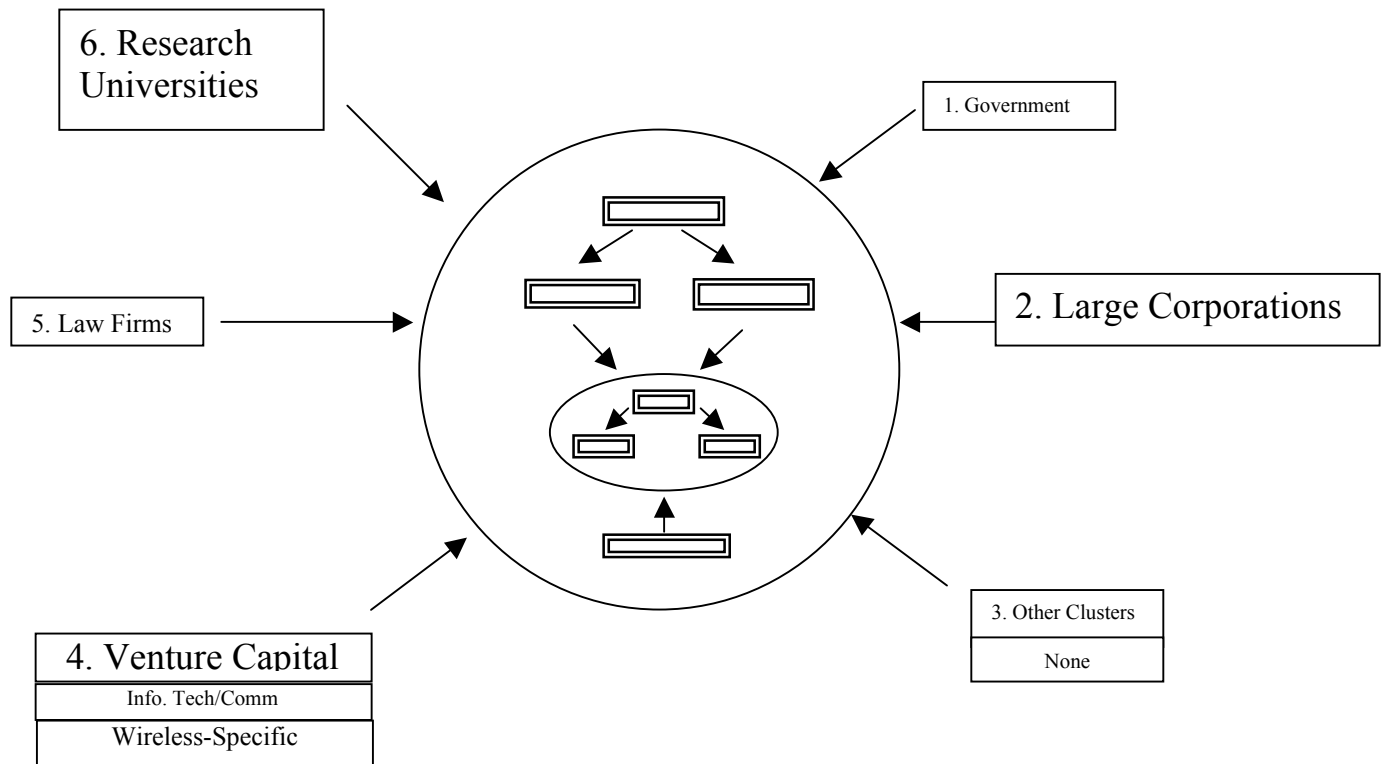 6. Research
Universities
1. Government
5. Law Firms
2. Large Corporations
3. Other Clusters
None
4. Venture Capital
Info. Tech/Comm
Wireless-Specific